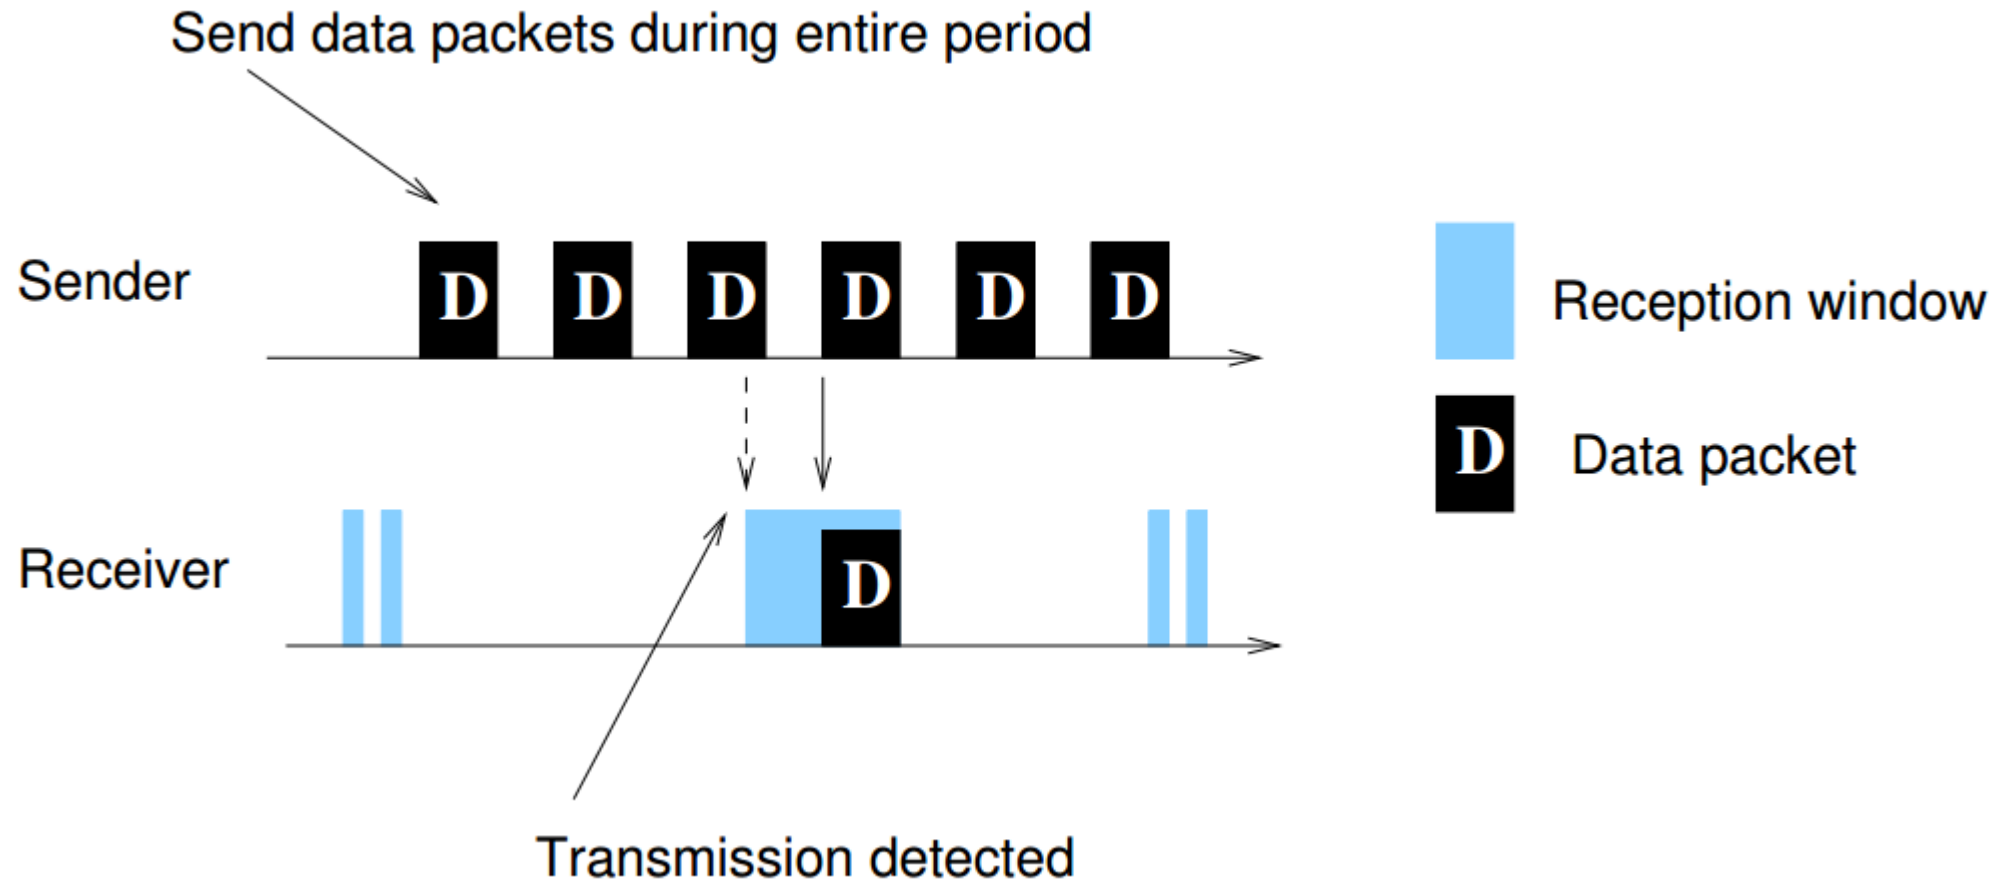 Send data packets during entire period
Sender
D D D D D D
Reception window
D
Data packet
Receiver
D
Transmission detected